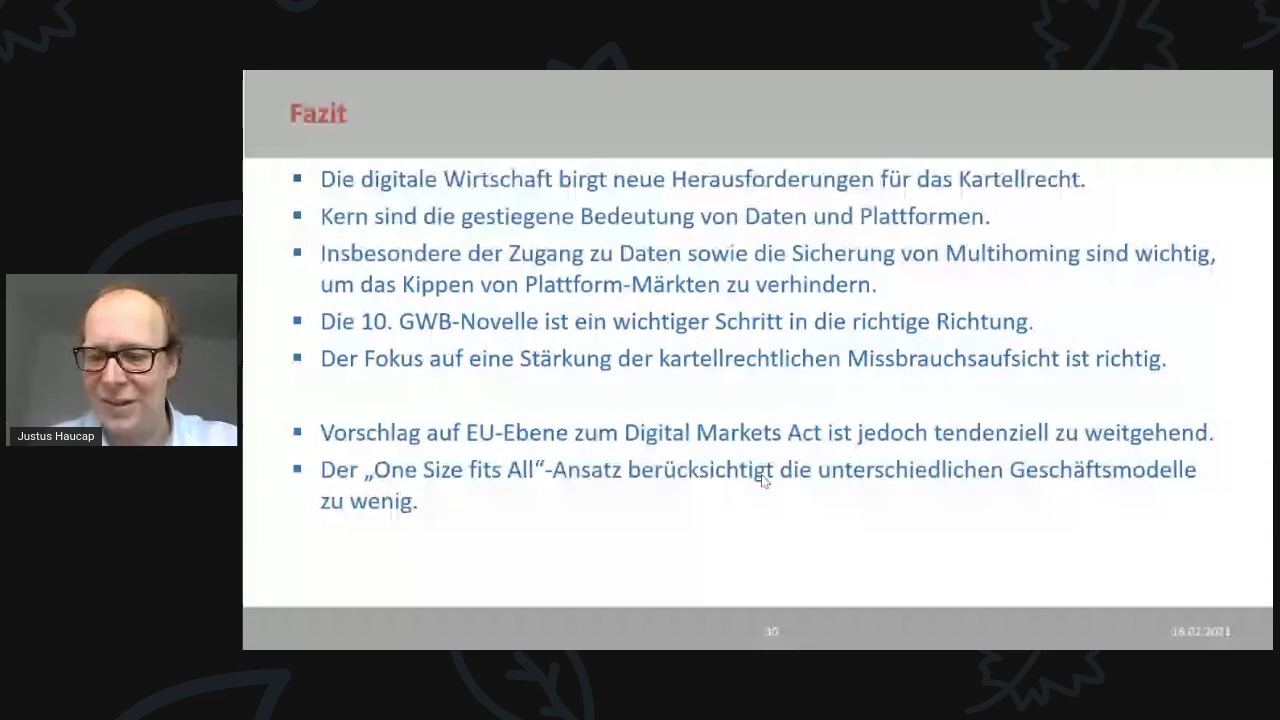 Fazit
Die digitale Wirtschaft birgt neue Herausforderungen für das Kartellrecht.
Kern sind die gestiegene Bedeutung von Daten und Plattformen.
Insbesondere der Zugang zu Daten sowie die Sicherung von Multihoming sind wichtig,
um das Kippen von Plattform-Märkten zu verhindern.
Die 10. GWB-Novelle ist ein wichtiger Schritt in die richtige Richtung.
Der Fokus auf eine Stärkung der kartellrechtlichen Missbrauchsaufsicht ist richtig.
Vorschlag auf EU-Ebene zum Digital Markets Act ist jedoch tendenziell zu weitgehend.
Der „One Size fits All“-Ansatz berücksichtigt die unterschiedlichen Geschäftsmodelle
zu wenig.
Justus Haucap
30
16.02.2021